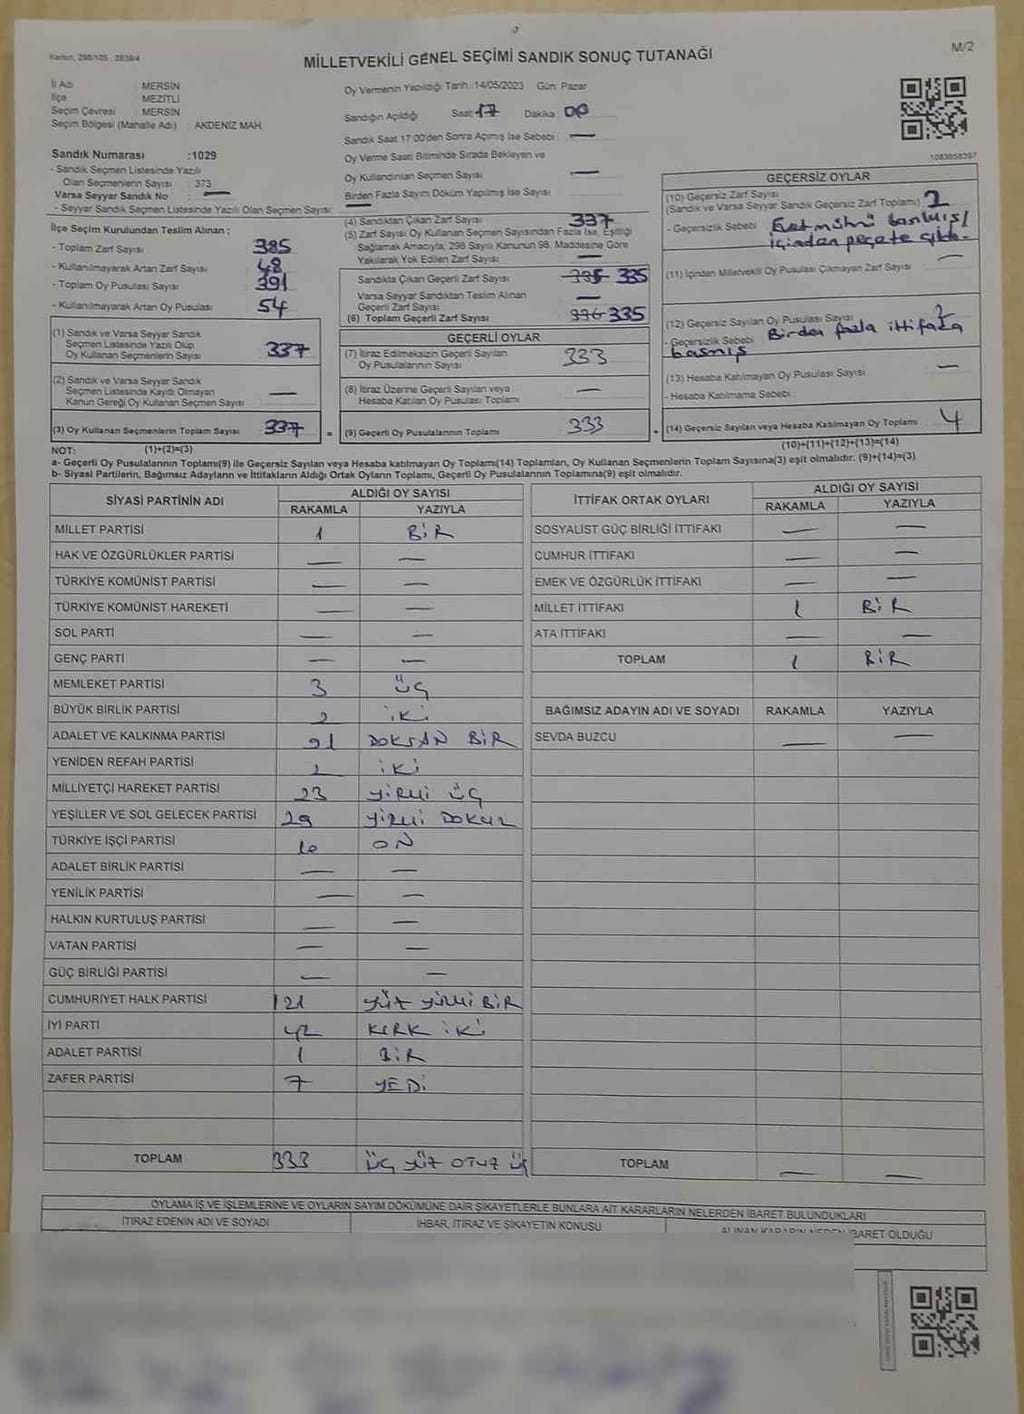 Kanun, 298/105 , 2839/4
MİLLETVEKİLİ GENEL SEÇİMİ SANDIK SONUÇ TUTANAĞI
M/2
İl Adı MERSİN
İlçe MEZİTLİ
Seçim Çevresi MERSİN
Seçim Bölgesi (Mahalle Adı) : AKDENİZ MAH.
Sandık Numarası :1029
- Sandık Seçmen Listesinde Yazılı
Olan Seçmenlerin Sayısı : 373
Varsa Seyyar Sandık No : —
- Seyyar Sandık Seçmen Listesinde Yazılı Olan Seçmen Sayısı: —
Oy Vermenin Yapıldığı Tarih :14/05/2023 Gün: Pazar
Sandığın Açıldığı Saat: 17 Dakika 00
Sandık Saat 17:00'den Sonra Açılmış İse Sebebi : —
Oy Verme Saati Bitiminde Sırada Bekleyen ve
Oy Kullandırılan Seçmen Sayısı —
Birden Fazla Sayım Döküm Yapılmış İse Sayısı
1083858397
İlçe Seçim Kurulundan Teslim Alınan ;
- Toplam Zarf Sayısı 385
- Kullanılmayarak Artan Zarf Sayısı 48
- Toplam Oy Pusulası Sayısı 391
- Kullanılmayarak Artan Oy Pusulası 54
(1) Sandık ve Varsa Seyyar Sandık
Seçmen Listesinde Yazılı Olup
Oy Kullanan Seçmenlerin Sayısı 337
(2) Sandık ve Varsa Seyyar Sandık
Seçmen Listesinde Kayıtlı Olmayan
Kanun Gereği Oy Kullanan Seçmen Sayısı —
(3) Oy Kullanan Seçmenlerin Toplam Sayısı 337
(4) Sandıktan Çıkan Zarf Sayısı 337
(5) Zarf Sayısı Oy Kullanan Seçmen Sayısından Fazla İse, Eşitliği
Sağlamak Amacıyla, 298 Sayılı Kanunun 98. Maddesine Göre
Yakılarak Yok Edilen Zarf Sayısı —
Sandıkta Çıkan Geçerli Zarf Sayısı 335 335
Varsa Seyyar Sandıktan Teslim Alınan
Geçerli Zarf Sayısı —
(6) Toplam Geçerli Zarf Sayısı 336 335
GEÇERLİ OYLAR
(7) İtiraz Edilmeksizin Geçerli Sayılan
Oy Pusulalarının Sayısı 333
(8) İtiraz Üzerine Geçerli Sayılan veya
Hesaba Katılan Oy Pusulası Toplamı —
(9) Geçerli Oy Pusulalarının Toplamı 333
GEÇERSİZ OYLAR
(10) Geçersiz Zarf Sayısı
(Sandık ve Varsa Seyyar Sandık Geçersiz Zarf Toplamı) 2
- Geçersizlik Sebebi Evet mührü basılmış/
İçinden peçete çıktı.
(11) İçinden Milletvekili Oy Pusulası Çıkmayan Zarf Sayısı —
(12) Geçersiz Sayılan Oy Pusulası Sayısı 2
- Geçersizlik Sebebi Birden fazla ittifaka
basmış
(13) Hesaba Katılmayan Oy Pusulası Sayısı —
- Hesaba Katılmama Sebebi
(14) Geçersiz Sayılan veya Hesaba Katılmayan Oy Toplamı 4
NOT: (1)+(2)=(3)
(10)+(11)+(12)+(13)=(14)
a- Geçerli Oy Pusulalarının Toplamı(9) ile Geçersiz Sayılan veya Hesaba katılmayan Oy Toplamı(14) Toplamları, Oy Kullanan Seçmenlerin Toplam Sayısına(3) eşit olmalıdır. (9)+(14)=(3)
b- Siyasi Partilerin, Bağımsız Adayların ve İttifakların Aldığı Ortak Oyların Toplamı, Geçerli Oy Pusulalarının Toplamına(9) eşit olmalıdır.
SİYASİ PARTİNİN ADI ALDIĞI OY SAYISI
RAKAMLA YAZIYLA
MİLLET PARTİSİ 1 BİR
HAK VE ÖZGÜRLÜKLER PARTİSİ — —
TÜRKİYE KOMÜNİST PARTİSİ — —
TÜRKİYE KOMÜNİST HAREKETİ — —
SOL PARTİ — —
GENÇ PARTİ — —
MEMLEKET PARTİSİ 3 ÜÇ
BÜYÜK BİRLİK PARTİSİ 2 İKİ
ADALET VE KALKINMA PARTİSİ 91 DOKSAN BİR
YENİDEN REFAH PARTİSİ 2 İKİ
MİLLİYETÇİ HAREKET PARTİSİ 23 YİRMİ ÜÇ
YEŞİLLER VE SOL GELECEK PARTİSİ 29 YİRMİ DOKUZ
TÜRKİYE İŞÇİ PARTİSİ 10 ON
ADALET BİRLİK PARTİSİ — —
YENİLİK PARTİSİ — —
HALKIN KURTULUŞ PARTİSİ — —
VATAN PARTİSİ — —
GÜÇ BİRLİĞİ PARTİSİ — —
CUMHURİYET HALK PARTİSİ 121 YÜZ YİRMİ BİR
İYİ PARTİ 42 KIRK İKİ
ADALET PARTİSİ 1 BİR
ZAFER PARTİSİ 7 YEDİ
TOPLAM 333 ÜÇ YÜZ OTUZ ÜÇ
İTTİFAK ORTAK OYLARI ALDIĞI OY SAYISI
RAKAMLA YAZIYLA
SOSYALİST GÜÇ BİRLİĞİ İTTİFAKI — —
CUMHUR İTTİFAKI — —
EMEK VE ÖZGÜRLÜK İTTİFAKI — —
MİLLET İTTİFAKI 1 BİR
ATA İTTİFAKI — —
TOPLAM 1 BİR
BAĞIMSIZ ADAYIN ADI VE SOYADI RAKAMLA YAZIYLA
SEVDA BUZCU —
TOPLAM — —
OYLAMA İŞ VE İŞLEMLERİNE VE OYLARIN SAYIM DÖKÜMÜNE DAİR ŞİKAYETLERLE BUNLARA AİT KARARLARIN NELERDEN İBARET BULUNDUKLARI
İTİRAZ EDENİN ADI VE SOYADI İHBAR, İTİRAZ VE ŞİKAYETİN KONUSU ALINAN KARARIN NEDEN İBARET OLDUĞU